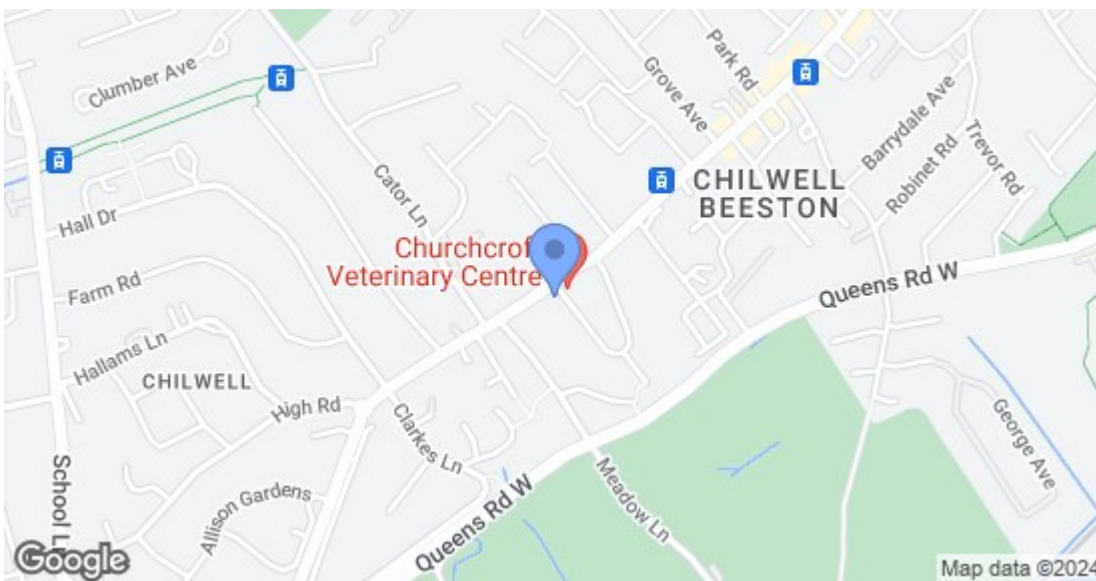 Clumber Ave
Park Rd
Grove Ave
Barrydale Ave
Robinet Rd
Trevor Rd
Cator Ln
CHILWELL
BEESTON
Hall Dr
Churchcrof
Veterinary Centre
Farm Rd
Queens Rd W
Hallams Ln
CHILWELL
High Rd
Clarkes Ln
George Ave
School L
Allison Gardens
Meadow Ln
Queens Rd W
Google
Map data ©2024